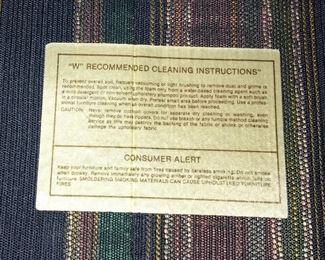 "W" RECOMMENDED CLEANING INSTRUCTIONS"
To prevent overall soil, frequent vacuuming or light brushing to remove dust and grime is
recommended. Spot clean, using the foam only from a water-based cleaning agent such as
a mild detergent or non-solvent upholstery shampoo product. Apply foam with a soft brush
in a circular motion. Vacuum when dry. Pretest small area before proceeding. Use a profes-
sional furniture cleaning when an overall soil condition has been reached.
CAUTION: Never remove cushion covers for separate dry cleaning or washing, even
though they do have zippers. Do not use bleach or any tumble method cleaning
as this may destroy the backing of the fabric or shrink or otherwise
damage the upholstery fabric.
CONSUMER ALERT
Keep your furniture and family safe from fires caused by careless smoking. Do not smoke
when drowsy. Remove immediately any glowing ember or lighted cigarette which falls on
furniture. SMOLDERING SMOKING MATERIALS CAN CAUSE UPHOLSTERED FURNITURE
FIRES